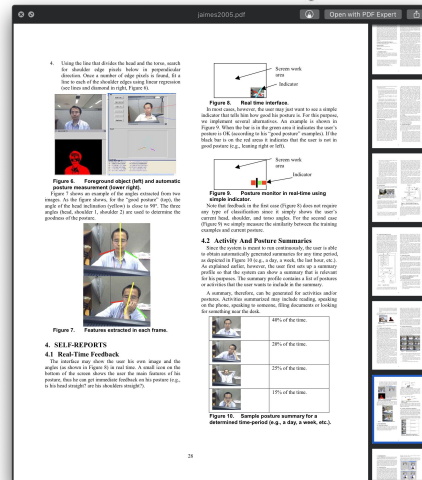 jaimes2005.pdf
Open with PDF Expert
4. Using the line that divides the head and the torso, search
for shoulder edge pixels below in perpendicular
direction. Once a number of edge pixels is found, fit a
line to each of the shoulder edges using linear regression
(see lines and diamond in right, Figure 6).
Figure 6. Foreground object (left) and automatic
posture measurement (lower right).
Figure 7 shows an example of the angles extracted from two
images. As the figure shows, for the "good posture" (top), the
angle of the head inclination (yellow) is close to 90°. The three
angles (head, shoulder 1, shoulder 2) are used to determine the
goodness of the posture.
Figure 7. Features extracted in each frame.
4. SELF-REPORTS
4.1 Real-Time Feedback
The interface may show the user his own image and the
angles (as shown in Figure 8) in real time. A small icon on the
bottom of the screen shows the user the main features of his
posture, thus he can get immediate feedback on his posture (e.g.,
is his head straight? are his shoulders straight?).
Screen work
area
Indicator
Figure 8. Real time interface.
In most cases, however, the user may just want to see a simple
indicator that tells him how good his posture is. For this purpose,
we implement several alternatives. An example is shown in
Figure 9. When the bar is in the green area it indicates the user's
posture is OK (according to his "good posture" examples). If the
black bar is on the red areas it indicates that the user is not in
good posture (e.g., leaning right or left).
Screen work
area
Indicator
Figure 9. Posture monitor in real-time using
simple indicator.
Note that feedback in the first case (Figure 8) does not require
any type of classification since it simply shows the user's
current head, shoulder, and torso angles. For the second case
(Figure 9) we simply measure the similarity between the training
examples and current posture.
4.2 Activity And Posture Summaries
Since the system is meant to run continuously, the user is able
to obtain automatically generated summaries for any time period,
as depicted in Figure 10 (e.g., a day, a week, the last hour, etc.).
As explained earlier, however, the user first sets up a summary
profile so that the system can show a summary that is relevant
for his purposes. The summary profile contains a list of postures
or activities that the user wants to include in the summary.
A summary, therefore, can be generated for activities and/or
postures. Activities summarized may include reading, speaking
on the phone, speaking to someone, filing documents or looking
for something near the desk.
40% of the time.
20% of the time.
25% of the time.
15% of the time.
Figure 10. Sample posture summary for a
determined time-period (e.g., a day, a week, etc.).
28